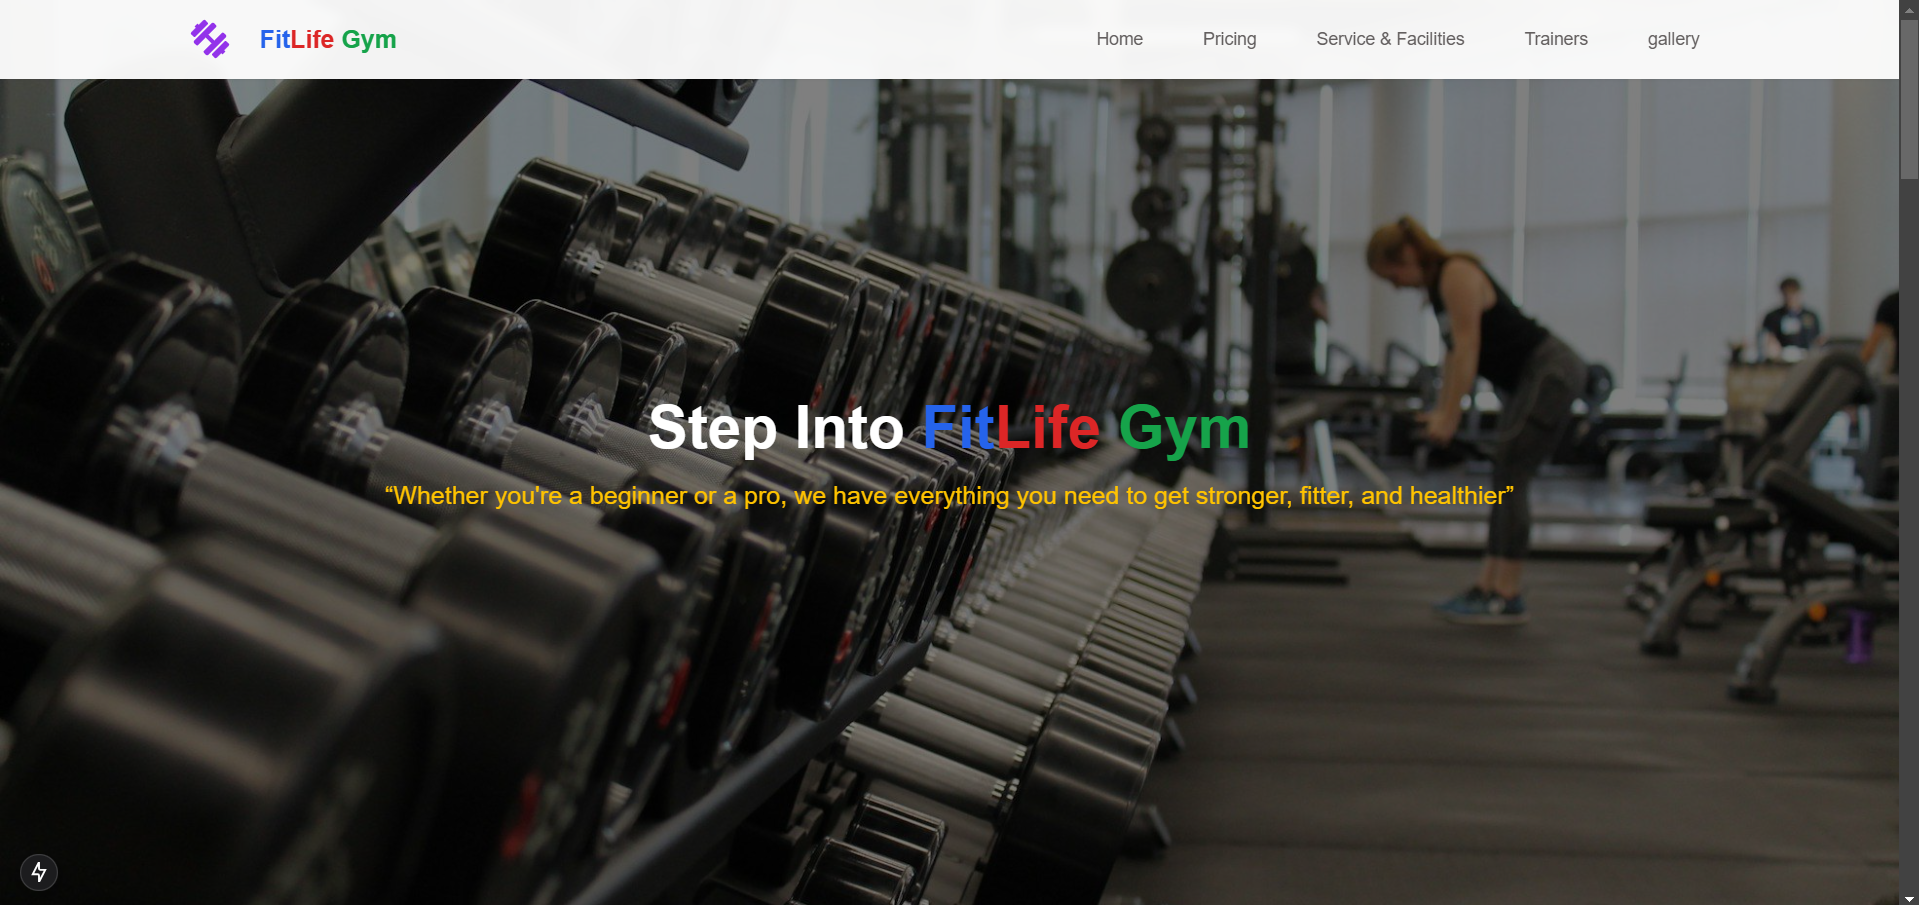 FitLife Gym
Home
Pricing
Service & Facilities
Trainers
gallery
Step Into FitLife Gym
“Whether you're a beginner or a pro, we have everything you need to get stronger, fitter, and healthier”